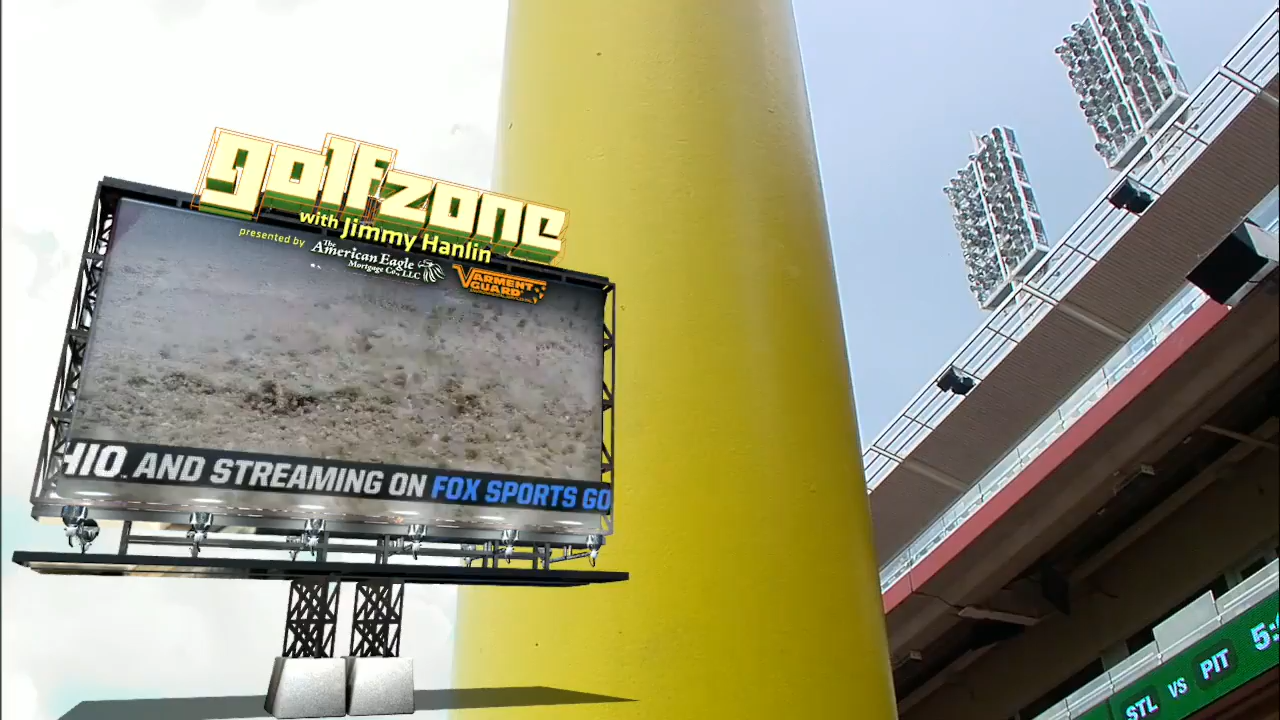 golfzone
with Jimmy Hanlin
presented by The American Eagle Mortgage Co., LLC
VARMENT GUARD
HIO AND STREAMING ON FOX SPORTS GO
STL VS PIT 5: